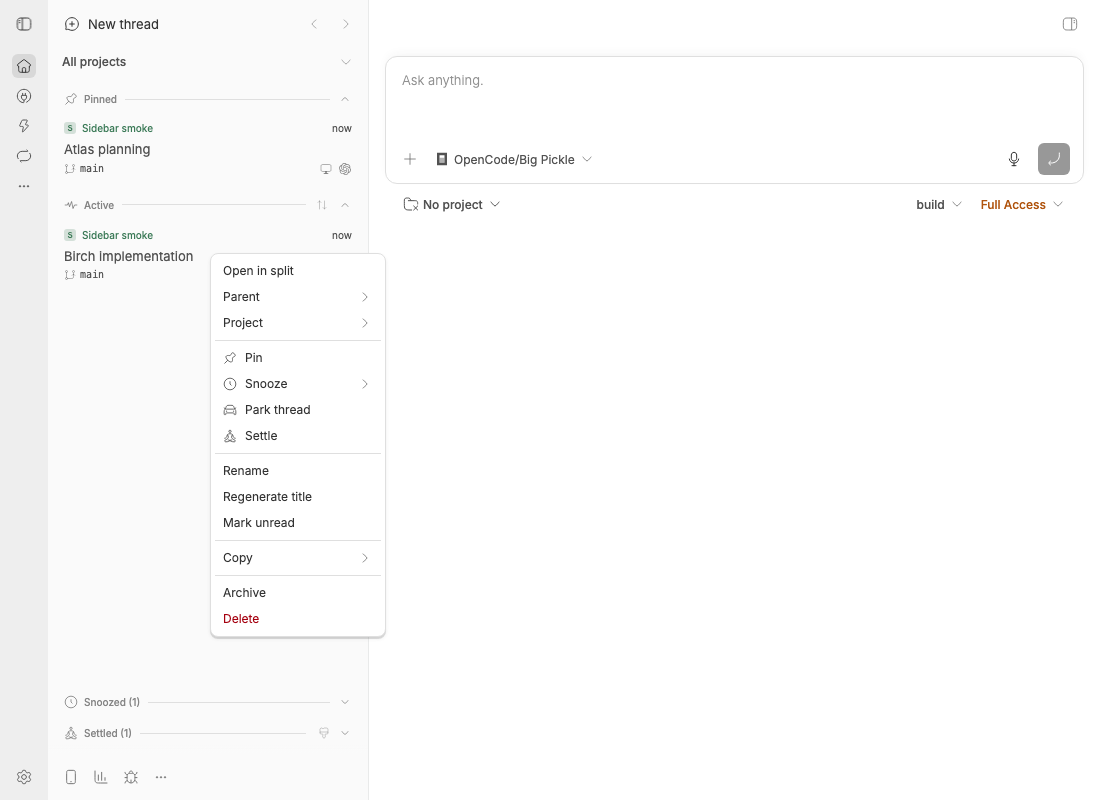 New thread
All projects
Pinned
S Sidebar smoke now
Atlas planning
main
Active
S Sidebar smoke now
Birch implementation
main
Open in split
Parent
Project
Pin
Snooze
Park thread
Settle
Rename
Regenerate title
Mark unread
Copy
Archive
Delete
Snoozed (1)
Settled (1)
Ask anything.
OpenCode/Big Pickle
No project
build
Full Access